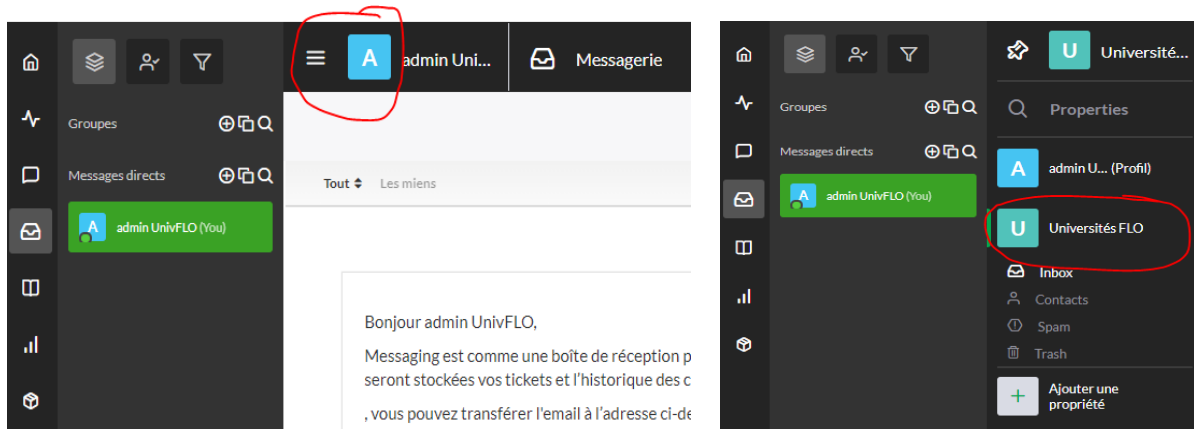 A admin Uni... Messagerie
Groupes
Messages directs
A admin UnivFLO (You)
Tout Les miens
Bonjour admin UnivFLO,
Messaging est comme une boîte de réception p
seront stockées vos tickets et l'historique des c
, vous pouvez transférer l'email à l'adresse ci-de
U Université...
Groupes
Messages directs
A admin UnivFLO (You)
Properties
A admin U... (Profil)
U Universités FLO
Inbox
Contacts
Spam
Trash
Ajouter une
propriété